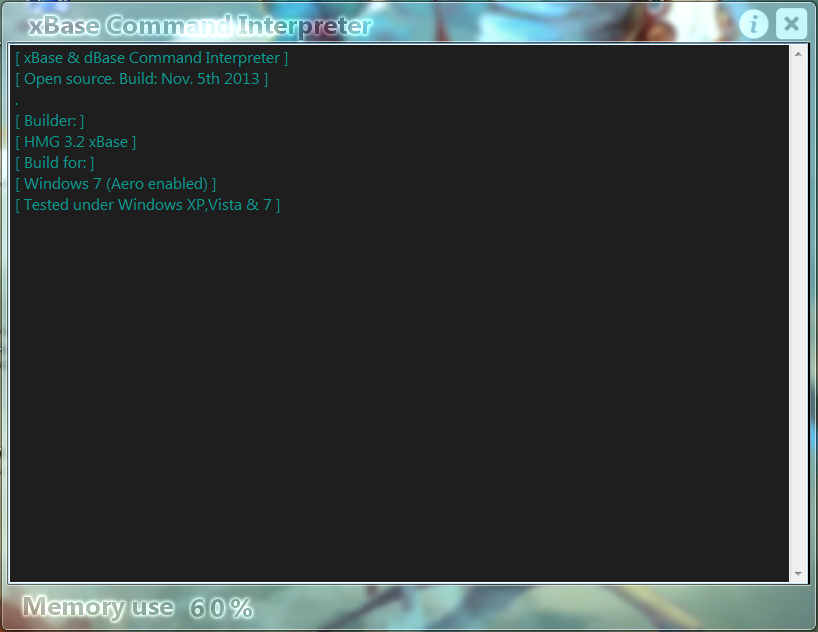 xBase Command Interpreter
[ xBase & dBase Command Interpreter ]
[ Open source. Build: Nov. 5th 2013 ]
.
[ Builder: ]
[ HMG 3.2 xBase ]
[ Build for: ]
[ Windows 7 (Aero enabled) ]
[ Tested under Windows XP,Vista & 7 ]
Memory use 60%